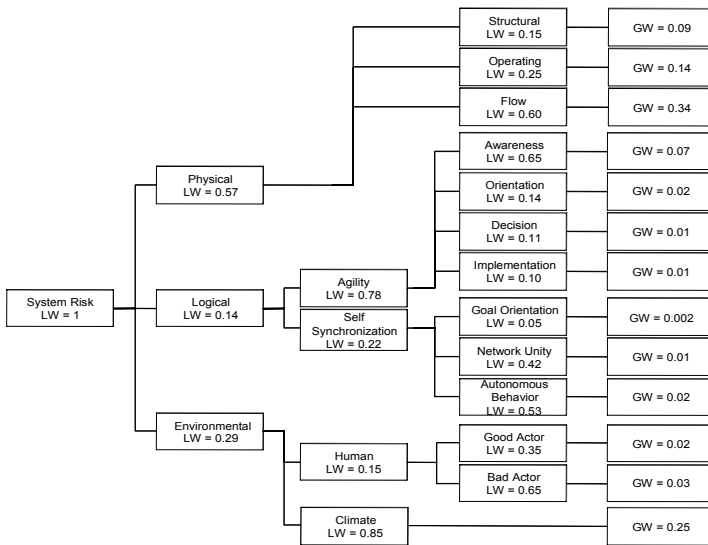 Structural
LW = 0.15
GW = 0.09
Operating
LW = 0.25
GW = 0.14
Flow
LW = 0.60
GW = 0.34
Awareness
LW = 0.65
GW = 0.07
Physical
LW = 0.57
Orientation
LW = 0.14
GW = 0.02
Decision
LW = 0.11
GW = 0.01
Implementation
LW = 0.10
GW = 0.01
System Risk
LW = 1
Logical
LW = 0.14
Agility
LW = 0.78
Self
Synchronization
LW = 0.22
Goal Orientation
LW = 0.05
GW = 0.002
Network Unity
LW = 0.42
GW = 0.01
Autonomous
Behavior
LW = 0.53
GW = 0.02
Environmental
LW = 0.29
Human
LW = 0.15
Good Actor
LW = 0.35
GW = 0.02
Bad Actor
LW = 0.65
GW = 0.03
Climate
LW = 0.85
GW = 0.25